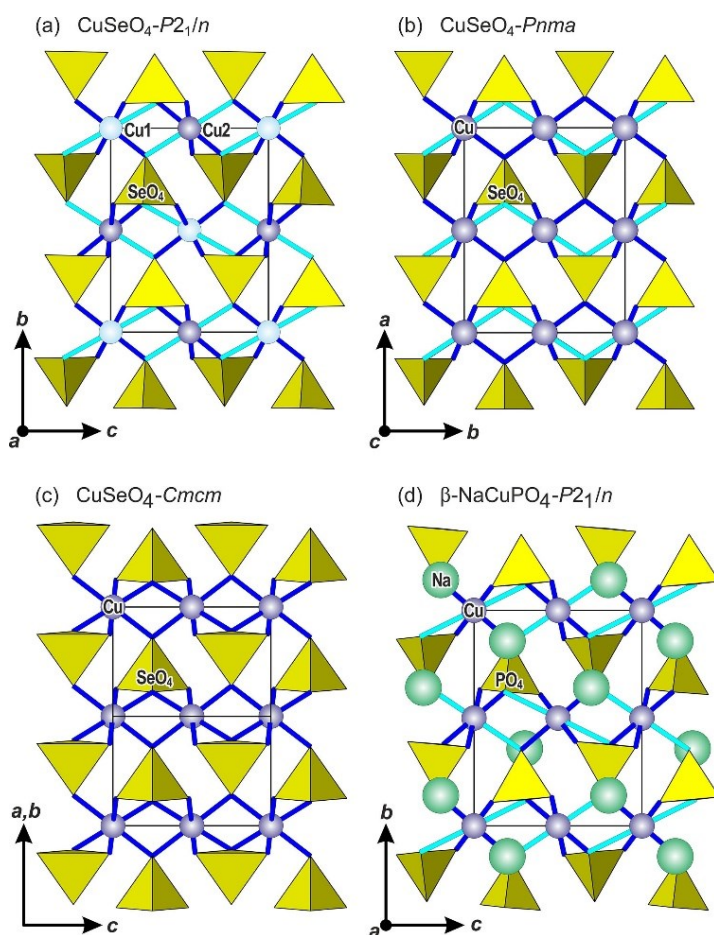 (a) CuSeO₄-P2₁/n
Cu1 Cu2
SeO₄
b
a c
(b) CuSeO₄-Pnma
Cu
SeO₄
a
c b
(c) CuSeO₄-Cmcm
Cu
SeO₄
a,b
c
(d) β-NaCuPO₄-P2₁/n
Na
Cu
PO₄
b
a c